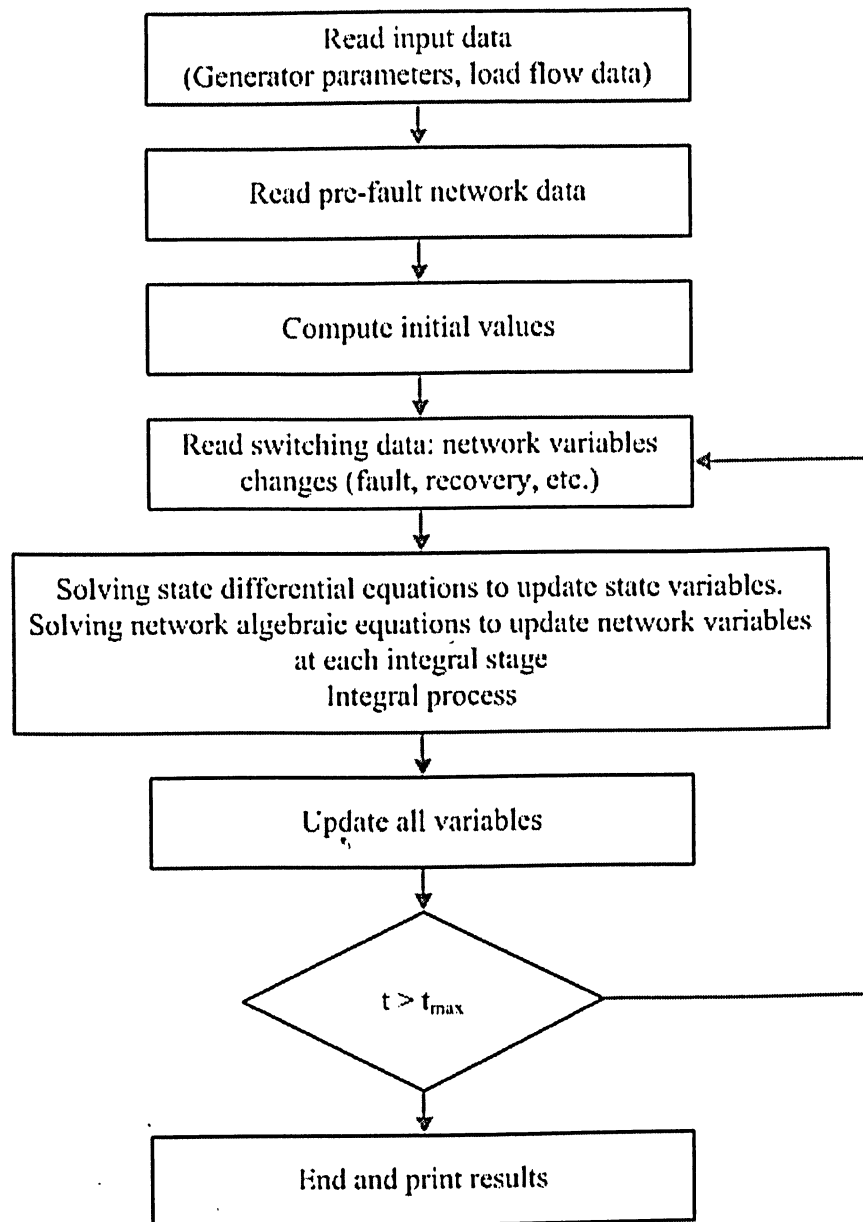 Read input data
(Generator parameters, load flow data)
Read pre-fault network data
Compute initial values
Read switching data: network variables
changes (fault, recovery, etc.)
Solving state differential equations to update state variables.
Solving network algebraic equations to update network variables
at each integral stage
Integral process
Update all variables
t > tmax
End and print results